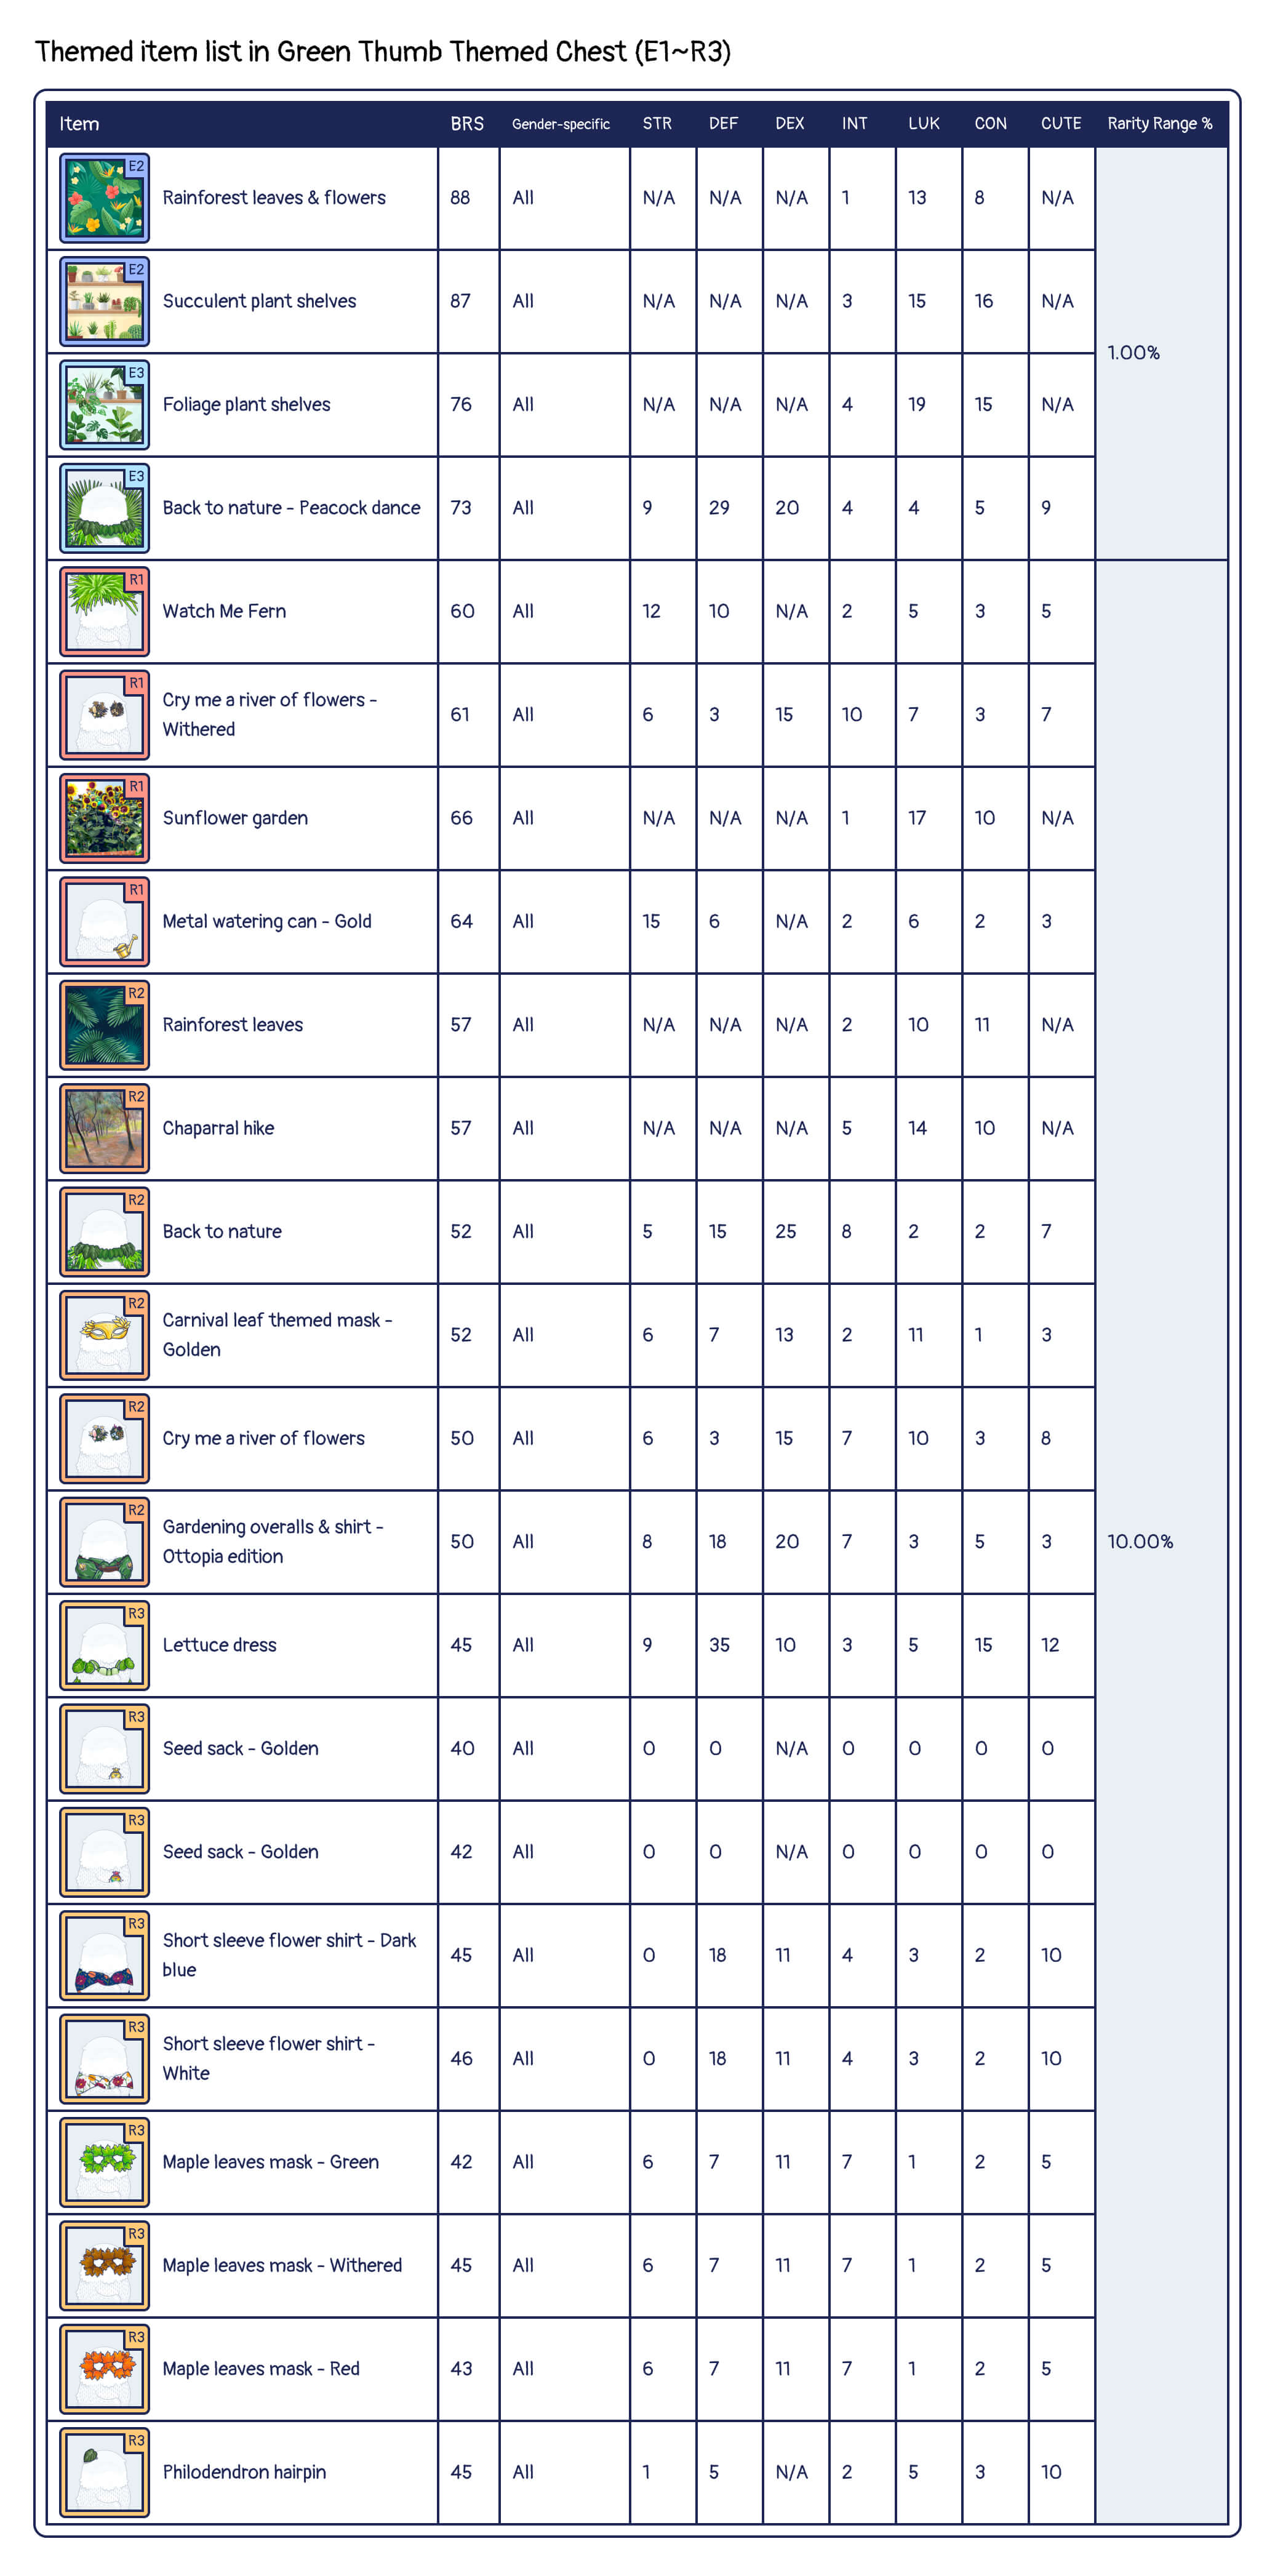 Themed item list in Green Thumb Themed Chest (E1~R3)
Item BRS Gender-specific STR DEF DEX INT LUK CON CUTE Rarity Range %
E2 Rainforest leaves & flowers 88 All N/A N/A N/A 1 13 8 N/A
E2 Succulent plant shelves 87 All N/A N/A N/A 3 15 16 N/A
1.00%
E3 Foliage plant shelves 76 All N/A N/A N/A 4 19 15 N/A
E3 Back to nature - Peacock dance 73 All 9 29 20 4 4 5 9
R1 Watch Me Fern 60 All 12 10 N/A 2 5 3 5
R1 Cry me a river of flowers -
Withered 61 All 6 3 15 10 7 3 7
R1 Sunflower garden 66 All N/A N/A N/A 1 17 10 N/A
R1 Metal watering can - Gold 64 All 15 6 N/A 2 6 2 3
R2 Rainforest leaves 57 All N/A N/A N/A 2 10 11 N/A
R2 Chaparral hike 57 All N/A N/A N/A 5 14 10 N/A
R2 Back to nature 52 All 5 15 25 8 2 2 7
R2 Carnival leaf themed mask -
Golden 52 All 6 7 13 2 11 1 3
R2 Cry me a river of flowers 50 All 6 3 15 7 10 3 8
R2 Gardening overalls & shirt -
Ottopia edition 50 All 8 18 20 7 3 5 3 10.00%
R3 Lettuce dress 45 All 9 35 10 3 5 15 12
R3 Seed sack - Golden 40 All 0 0 N/A 0 0 0 0
R3 Seed sack - Golden 42 All 0 0 N/A 0 0 0 0
R3 Short sleeve flower shirt - Dark
blue 45 All 0 18 11 4 3 2 10
R3 Short sleeve flower shirt -
White 46 All 0 18 11 4 3 2 10
R3 Maple leaves mask - Green 42 All 6 7 11 7 1 2 5
R3 Maple leaves mask - Withered 45 All 6 7 11 7 1 2 5
R3 Maple leaves mask - Red 43 All 6 7 11 7 1 2 5
R3 Philodendron hairpin 45 All 1 5 N/A 2 5 3 10